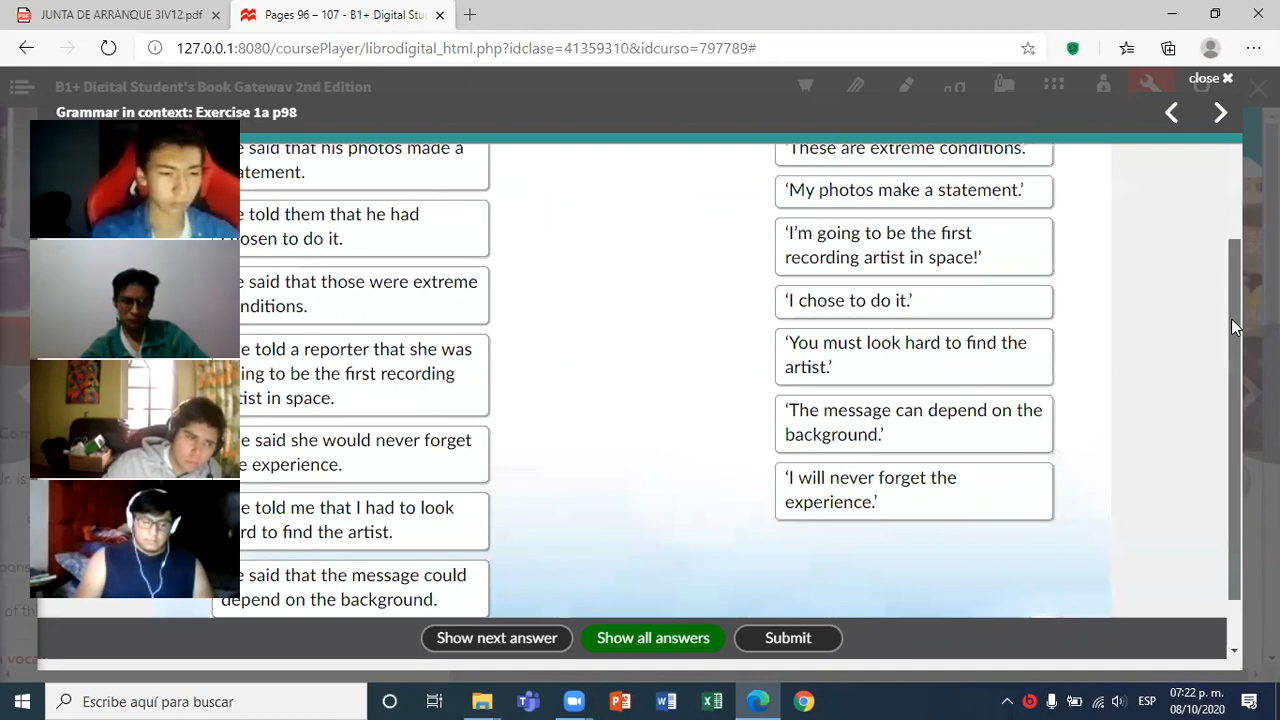 JUNTA DE ARRANQUE 3IV12.pdf
Pages 96 – 107 - B1+ Digital Stu
127.0.0.1:8080/coursePlayer/librodigital_html.php?idclase=41359310&idcurso=797789#
B1+ Digital Student's Book Gateway 2nd Edition
close
Grammar in context: Exercise 1a p98
e said that his photos made a
atement.
e told them that he had
hosen to do it.
e said that those were extreme
nditions.
e told a reporter that she was
ing to be the first recording
tist in space.
e said she would never forget
e experience.
e told me that I had to look
rd to find the artist.
e said that the message could
depend on the background.
‘These are extreme conditions.’
‘My photos make a statement.’
‘I’m going to be the first
recording artist in space!’
‘I chose to do it.’
‘You must look hard to find the
artist.’
‘The message can depend on the
background.’
‘I will never forget the
experience.’
Show next answer
Show all answers
Submit
Escribe aquí para buscar
ESP
07:22 p. m.
08/10/2020